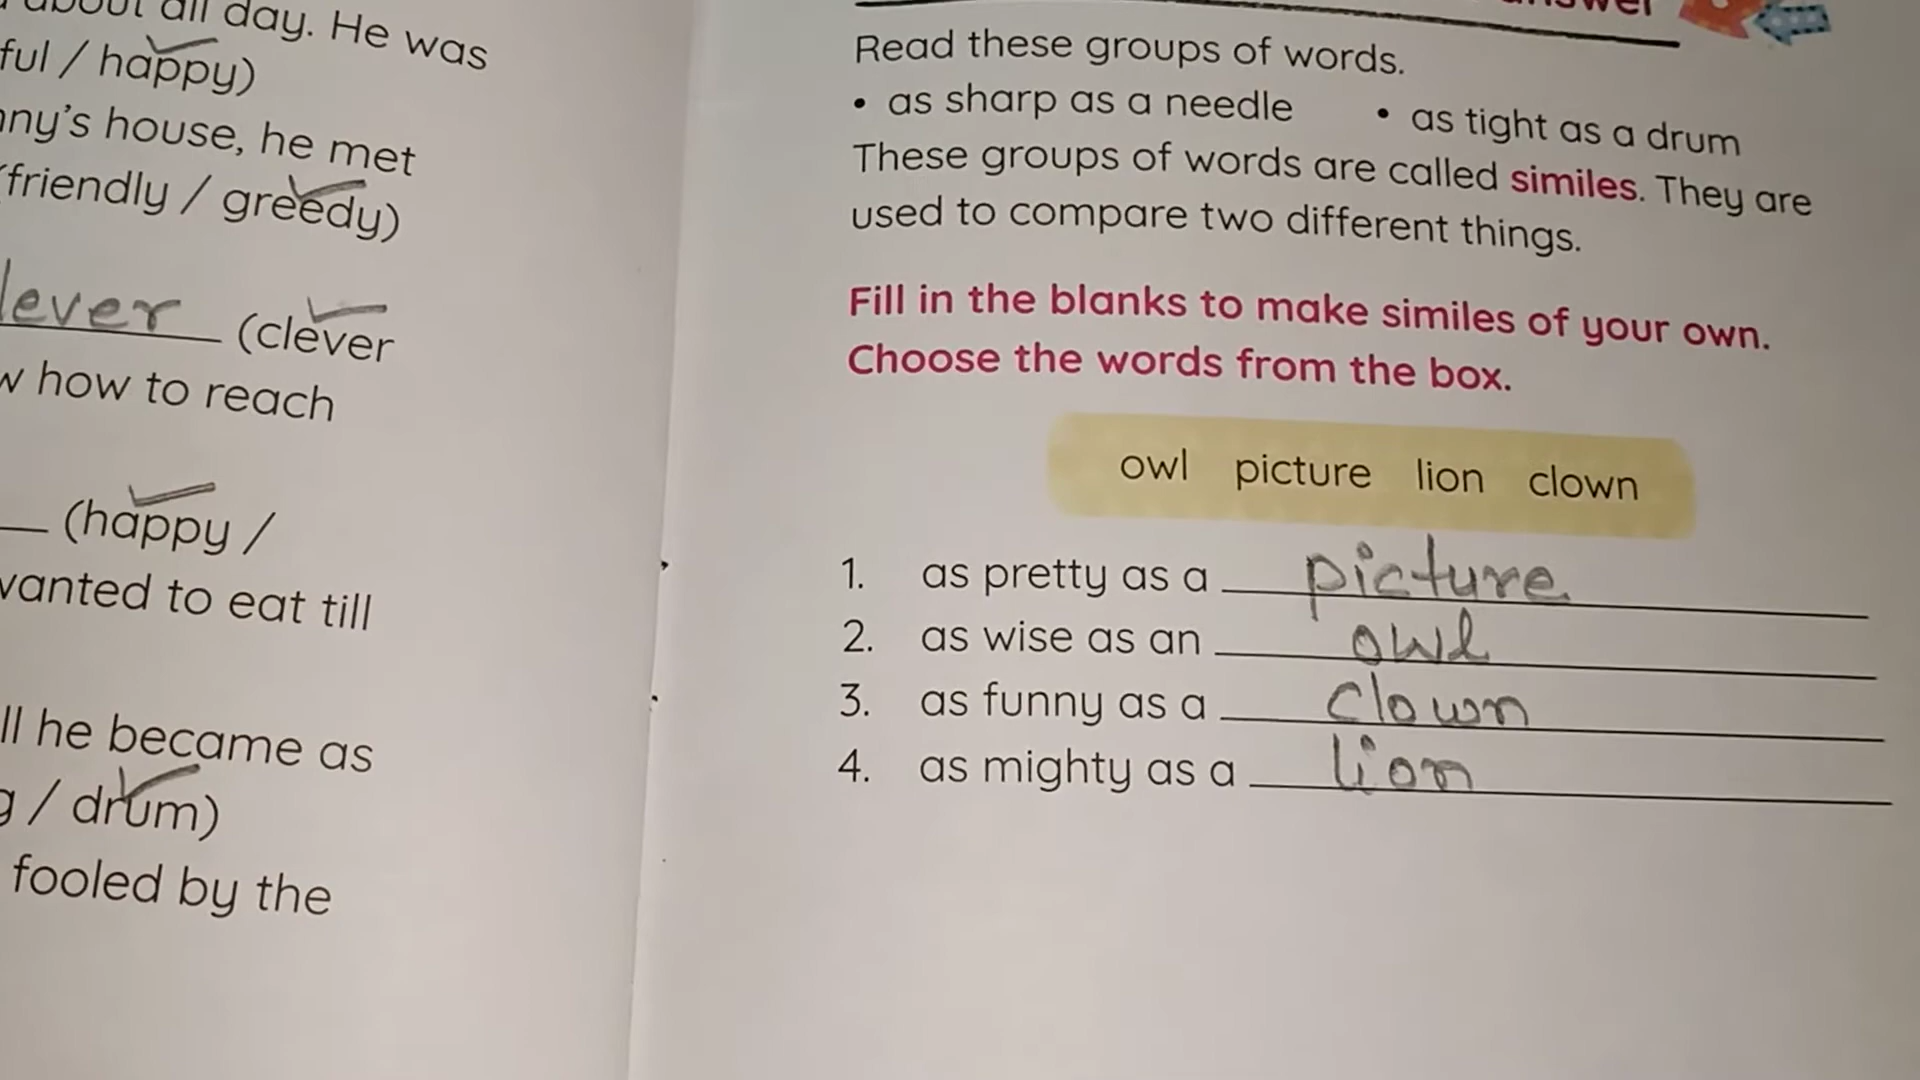 all day. He was
ful / happy)
ny's house, he met
(friendly / greedy)
lever (clever
w how to reach
(happy /
wanted to eat till
ll he became as
g / drum)
fooled by the
Read these groups of words.
• as sharp as a needle • as tight as a drum
These groups of words are called similes. They are
used to compare two different things.
Fill in the blanks to make similes of your own.
Choose the words from the box.
owl picture lion clown
1. as pretty as a picture
2. as wise as an owl
3. as funny as a clown
4. as mighty as a lion